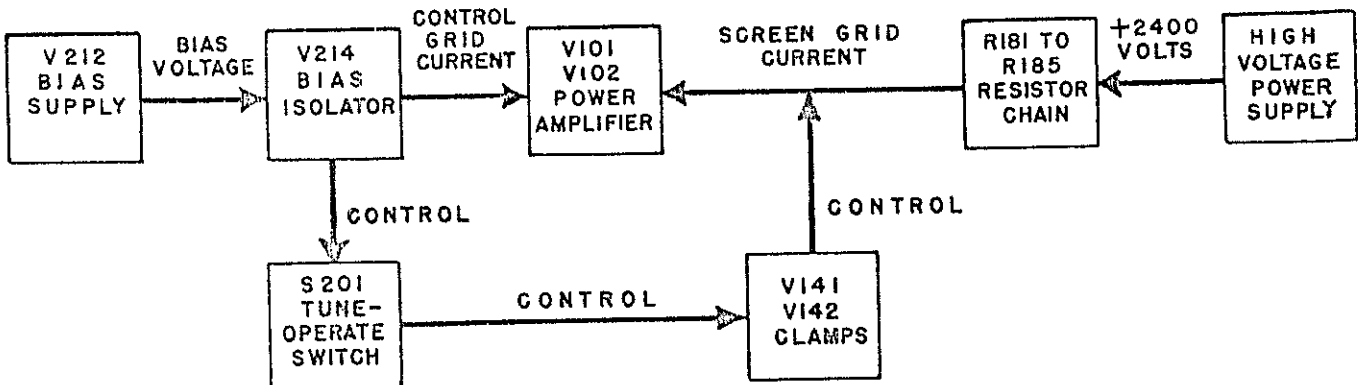 V212
BIAS
SUPPLY
BIAS
VOLTAGE
V214
BIAS
ISOLATOR
CONTROL
GRID
CURRENT
V101
V102
POWER
AMPLIFIER
SCREEN GRID
CURRENT
R181 TO
R185
RESISTOR
CHAIN
+2400
VOLTS
HIGH
VOLTAGE
POWER
SUPPLY
CONTROL
S201
TUNE-
OPERATE
SWITCH
CONTROL
V141
V142
CLAMPS
CONTROL